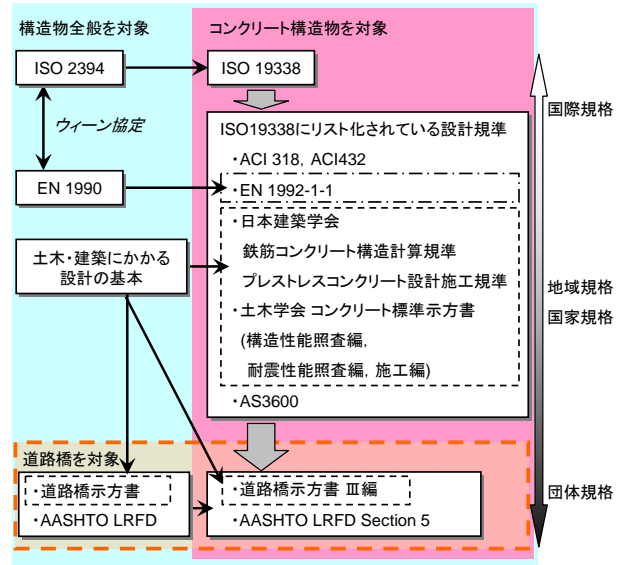 構造物全般を対象
コンクリート構造物を対象
ISO 2394
ISO 19338
国際規格
ウィーン協定
ISO19338にリスト化されている設計規準
・ACI 318, ACI432
EN 1990
・EN 1992-1-1
・日本建築学会
鉄筋コンクリート構造計算規準
プレストレスコンクリート設計施工規準
土木・建築にかかる
設計の基本
・土木学会 コンクリート標準示方書
(構造性能照査編,
耐震性能照査編, 施工編)
・AS3600
地域規格
国家規格
道路橋を対象
・道路橋示方書
・AASHTO LRFD
・道路橋示方書 Ⅲ編
・AASHTO LRFD Section 5
団体規格